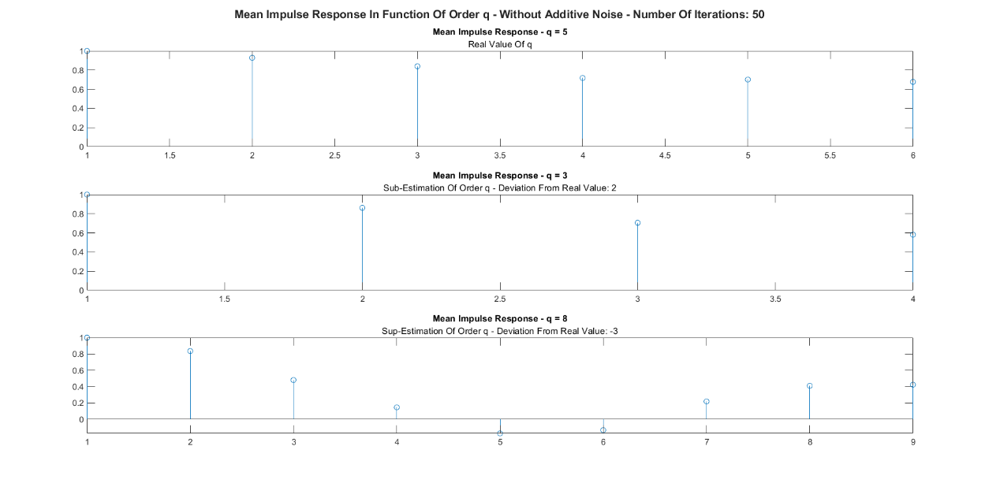 Mean Impulse Response In Function Of Order q - Without Additive Noise - Number Of Iterations: 50
Mean Impulse Response - q = 5
Real Value Of q
1
0.8
0.6
0.4
0.2
0
1 1.5 2 2.5 3 3.5 4 4.5 5 5.5 6
Mean Impulse Response - q = 3
Sub-Estimation Of Order q - Deviation From Real Value: 2
1
0.8
0.6
0.4
0.2
0
1 1.5 2 2.5 3 3.5 4
Mean Impulse Response - q = 8
Sup-Estimation Of Order q - Deviation From Real Value: -3
1
0.8
0.6
0.4
0.2
0
1 2 3 4 5 6 7 8 9